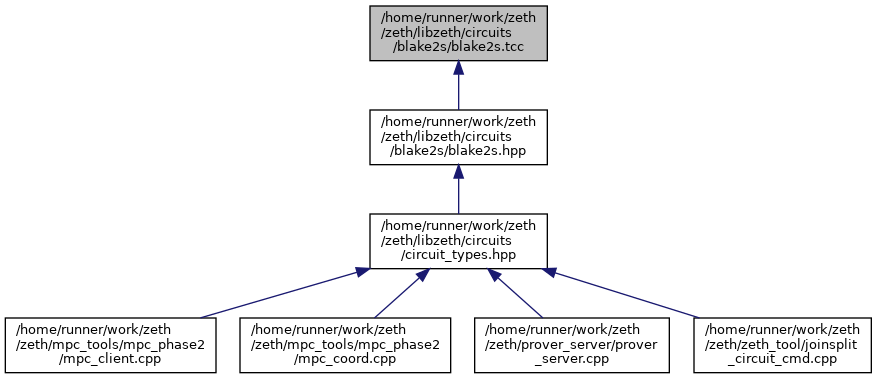 /home/runner/work/zeth
/zeth/libzeth/circuits
/blake2s/blake2s.tcc
/home/runner/work/zeth
/zeth/libzeth/circuits
/blake2s/blake2s.hpp
/home/runner/work/zeth
/zeth/libzeth/circuits
/circuit_types.hpp
/home/runner/work/zeth
/zeth/mpc_tools/mpc_phase2
/mpc_client.cpp
/home/runner/work/zeth
/zeth/mpc_tools/mpc_phase2
/mpc_coord.cpp
/home/runner/work/zeth
/zeth/prover_server/prover
_server.cpp
/home/runner/work/zeth
/zeth/zeth_tool/joinsplit
_circuit_cmd.cpp